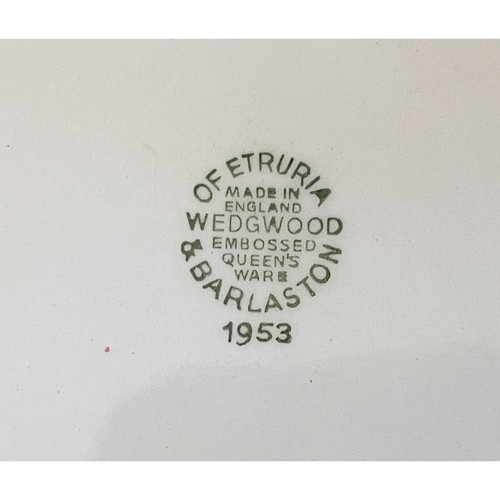 OF ETRURIA
MADE IN
ENGLAND
WEDGWOOD
EMBOSSED
QUEEN'S
WARE
& BARLASTON
1953